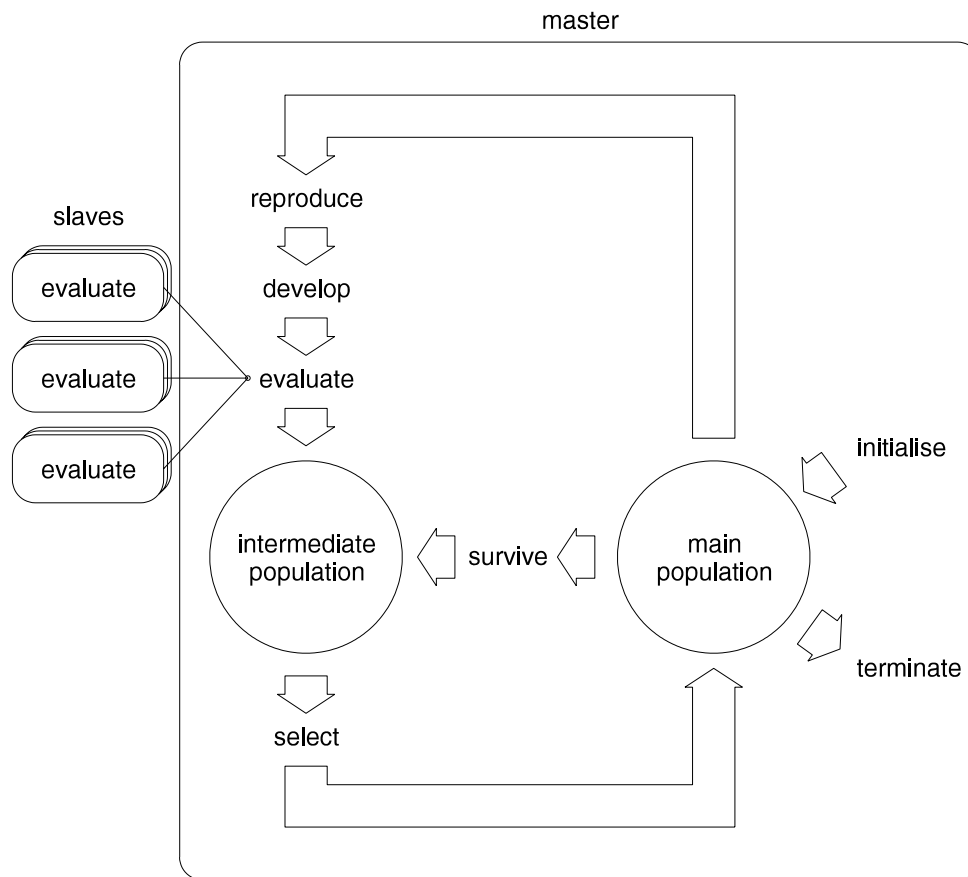 master
reproduce
slaves
evaluate
develop
evaluate
evaluate
evaluate
initialise
intermediate
population
survive
main
population
terminate
select